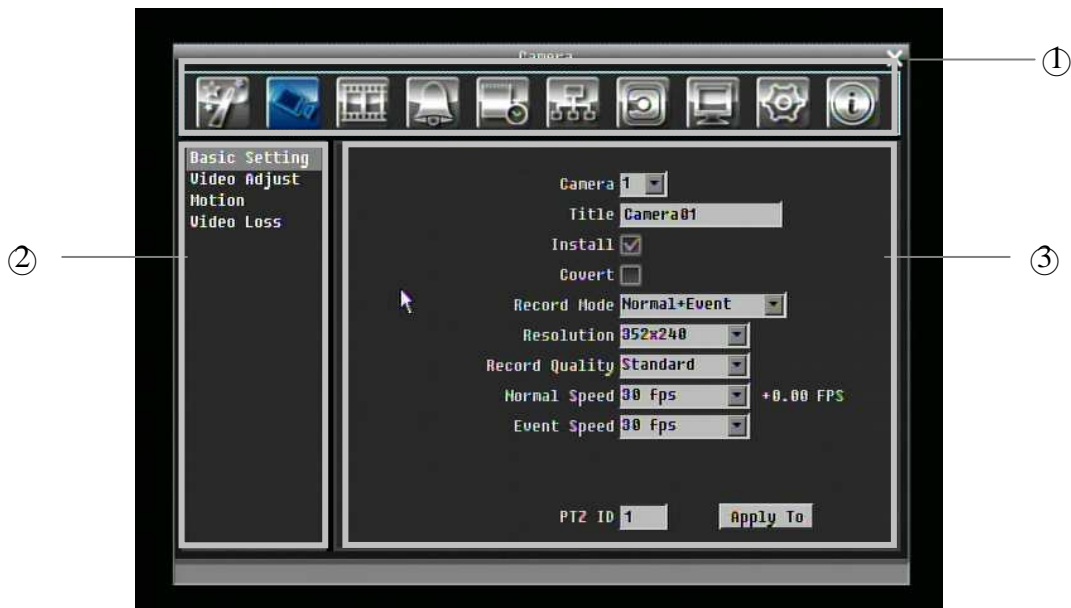 Camera
①
Basic Setting
Video Adjust
Motion
Video Loss
②
③
Camera 1
Title Camera01
Install
Covert
Record Mode Normal+Event
Resolution 352x240
Record Quality Standard
Normal Speed 30 fps +0.00 FPS
Event Speed 30 fps
PTZ ID 1 Apply To